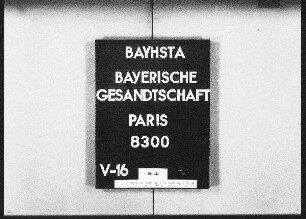 BAYHSTA
BAYERISCHE
GESANDTSCHAFT
PARIS
8300
V-16